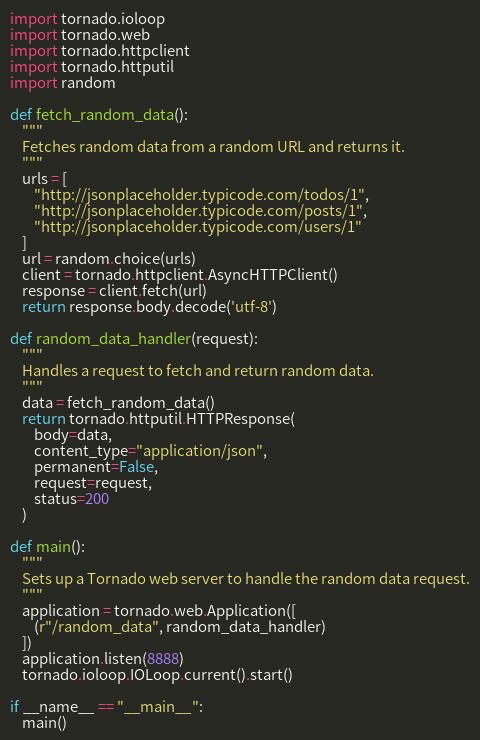 import tornado.ioloop
import tornado.web
import tornado.httpclient
import tornado.httputil
import random

def fetch_random_data():
    """
    Fetches random data from a random URL and returns it.
    """
    urls = [
        "http://jsonplaceholder.typicode.com/todos/1",
        "http://jsonplaceholder.typicode.com/posts/1",
        "http://jsonplaceholder.typicode.com/users/1"
    ]
    url = random.choice(urls)
    client = tornado.httpclient.AsyncHTTPClient()
    response = client.fetch(url)
    return response.body.decode('utf-8')

def random_data_handler(request):
    """
    Handles a request to fetch and return random data.
    """
    data = fetch_random_data()
    return tornado.httputil.HTTPResponse(
        body=data,
        content_type="application/json",
        permanent=False,
        request=request,
        status=200
    )

def main():
    """
    Sets up a Tornado web server to handle the random data request.
    """
    application = tornado.web.Application([
        (r"/random_data", random_data_handler)
    ])
    application.listen(8888)
    tornado.ioloop.IOLoop.current().start()

if __name__ == "__main__":
    main()